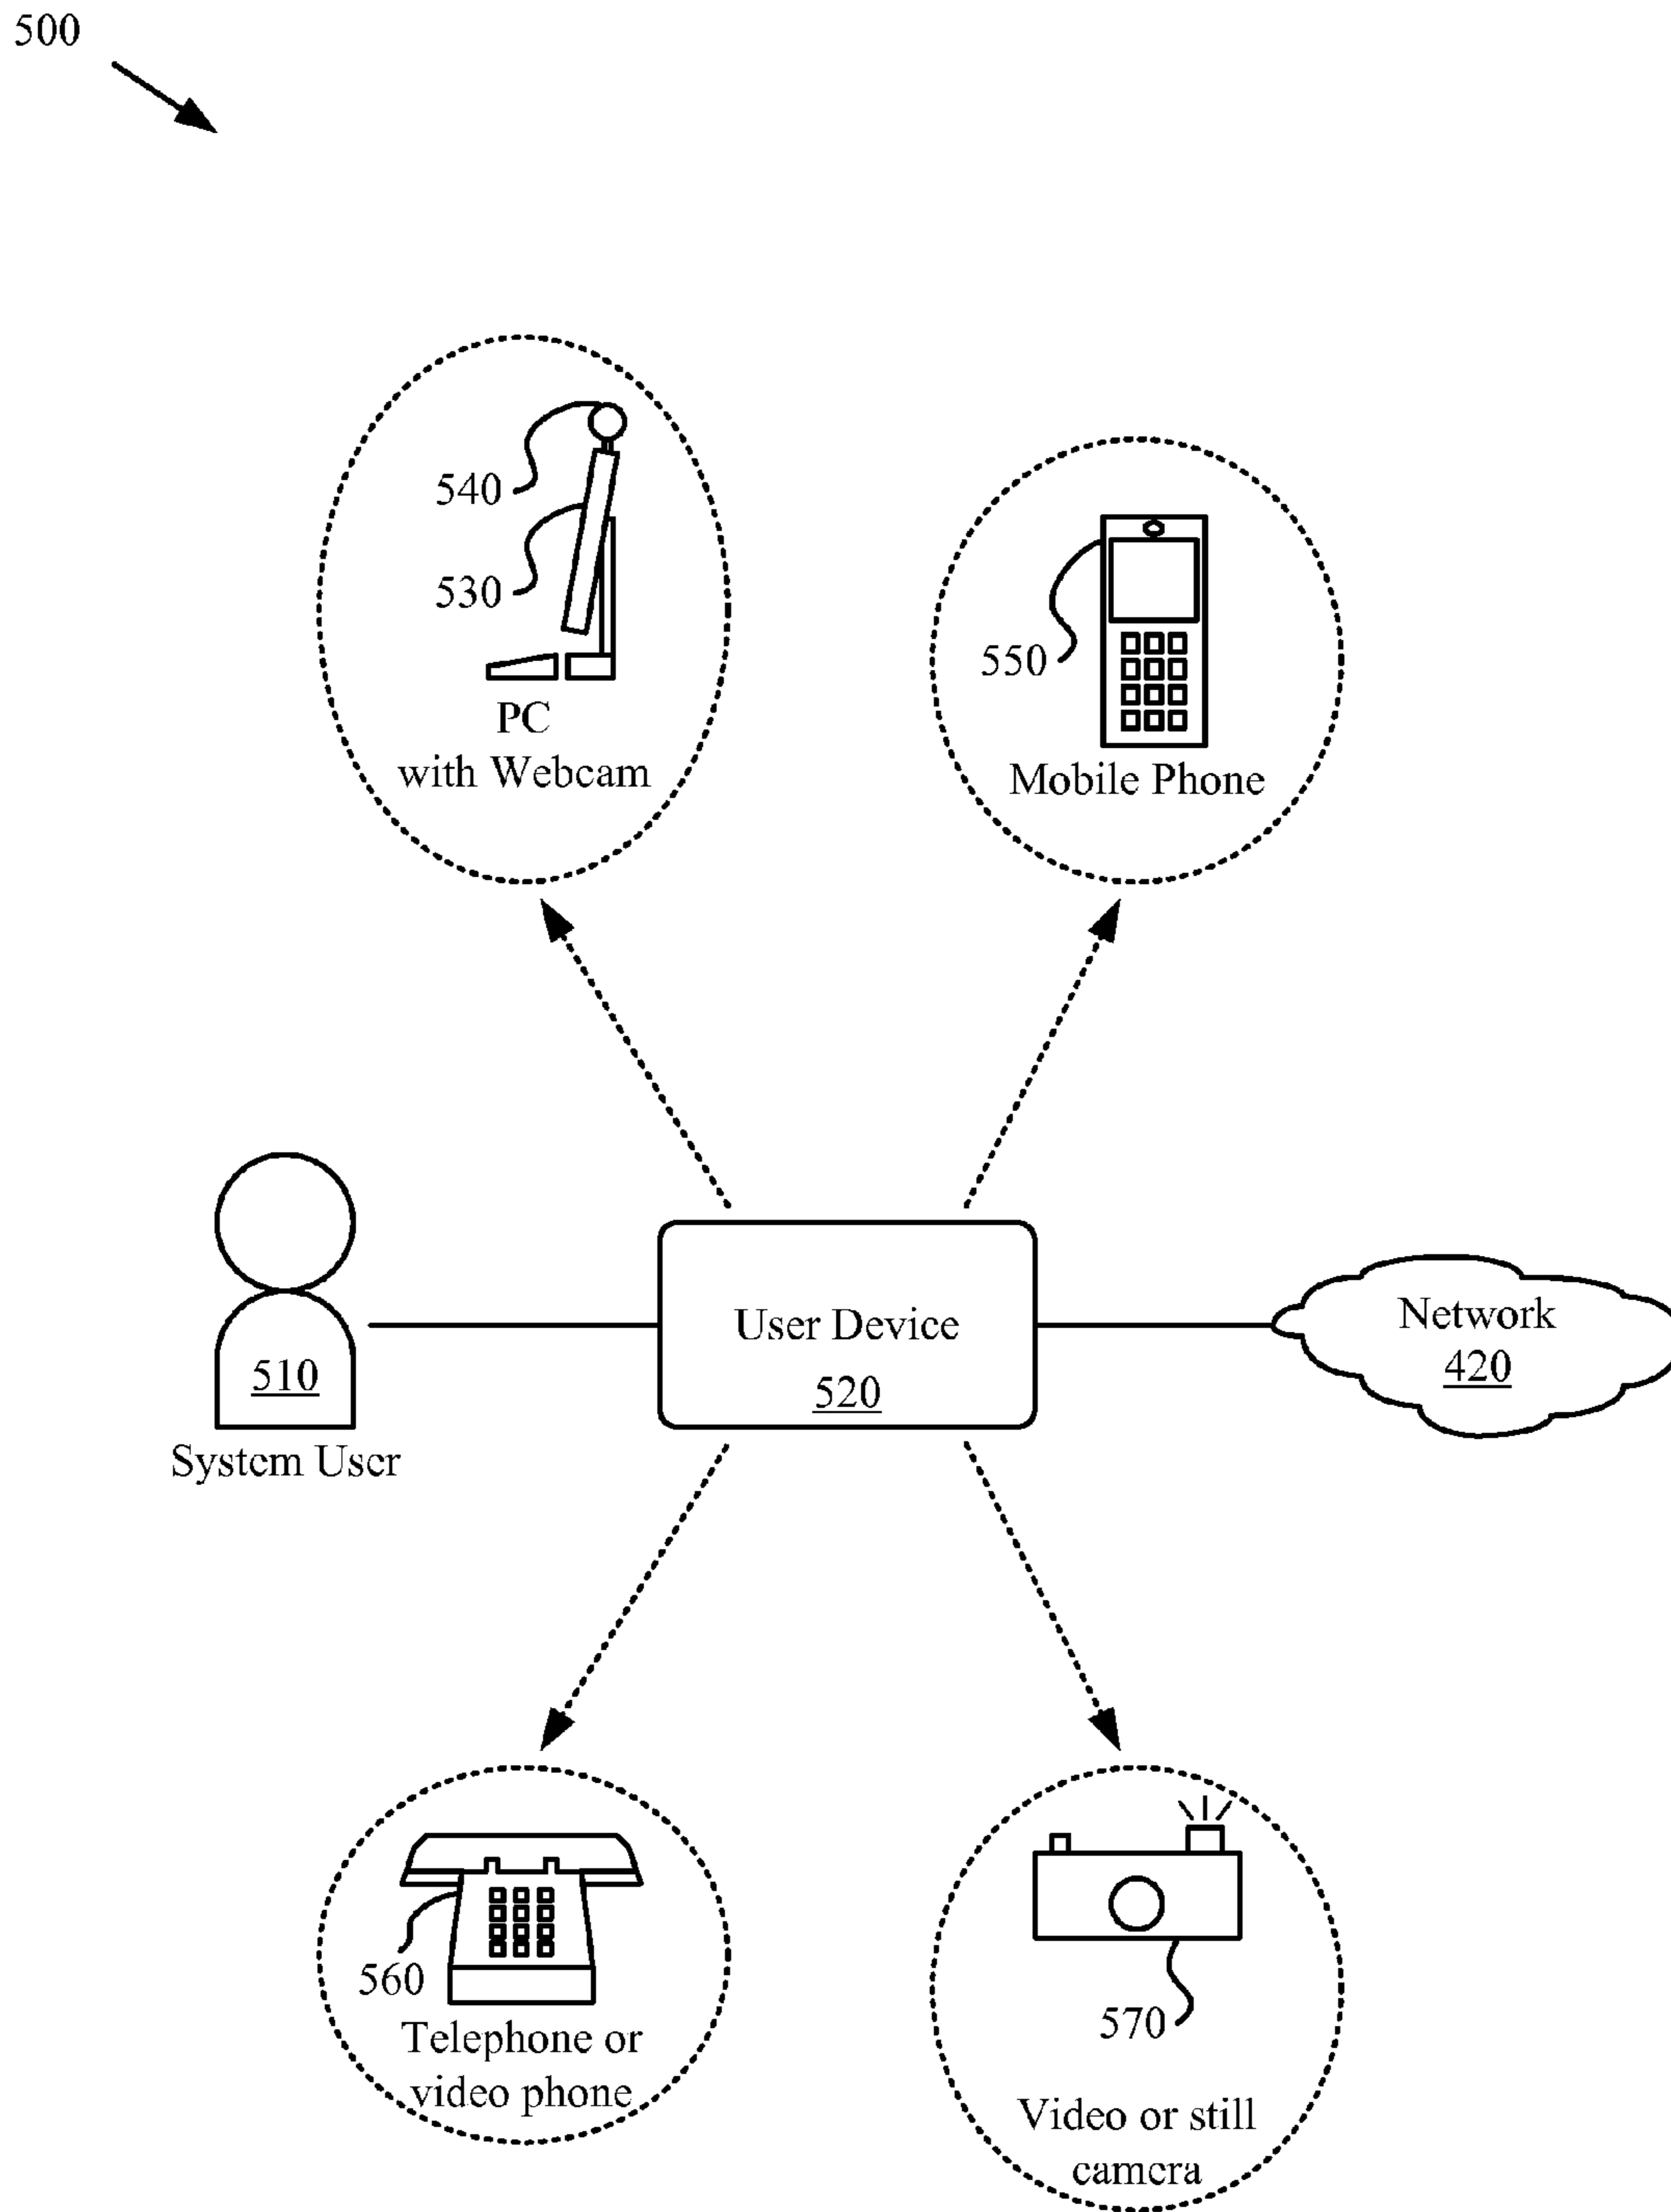 500
540
530
PC
with Webcam
550
Mobile Phone
510
System User
User Device
520
Network
420
560
Telephone or
video phone
570
Video or still
camera